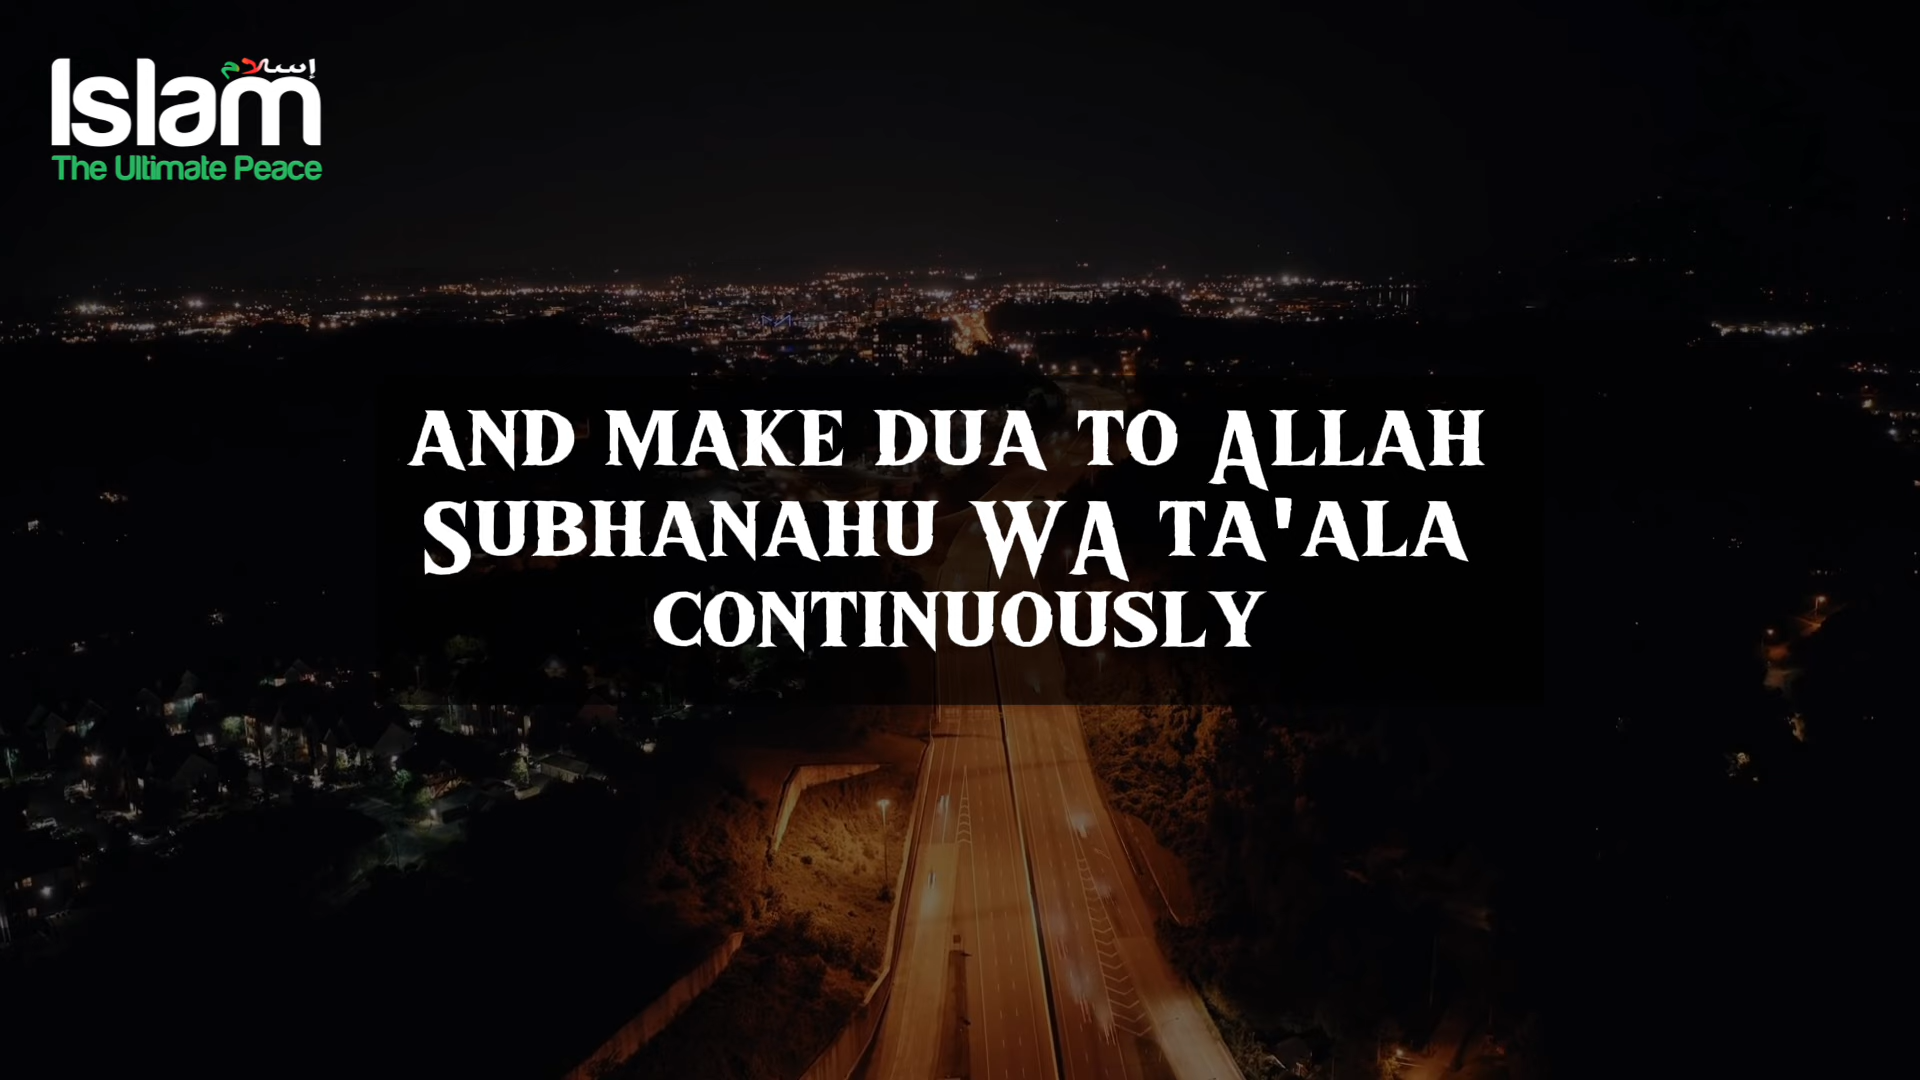 إسلام
Islam
The Ultimate Peace
AND MAKE DUA TO ALLAH
SUBHANAHU WA TA'ALA
CONTINUOUSLY